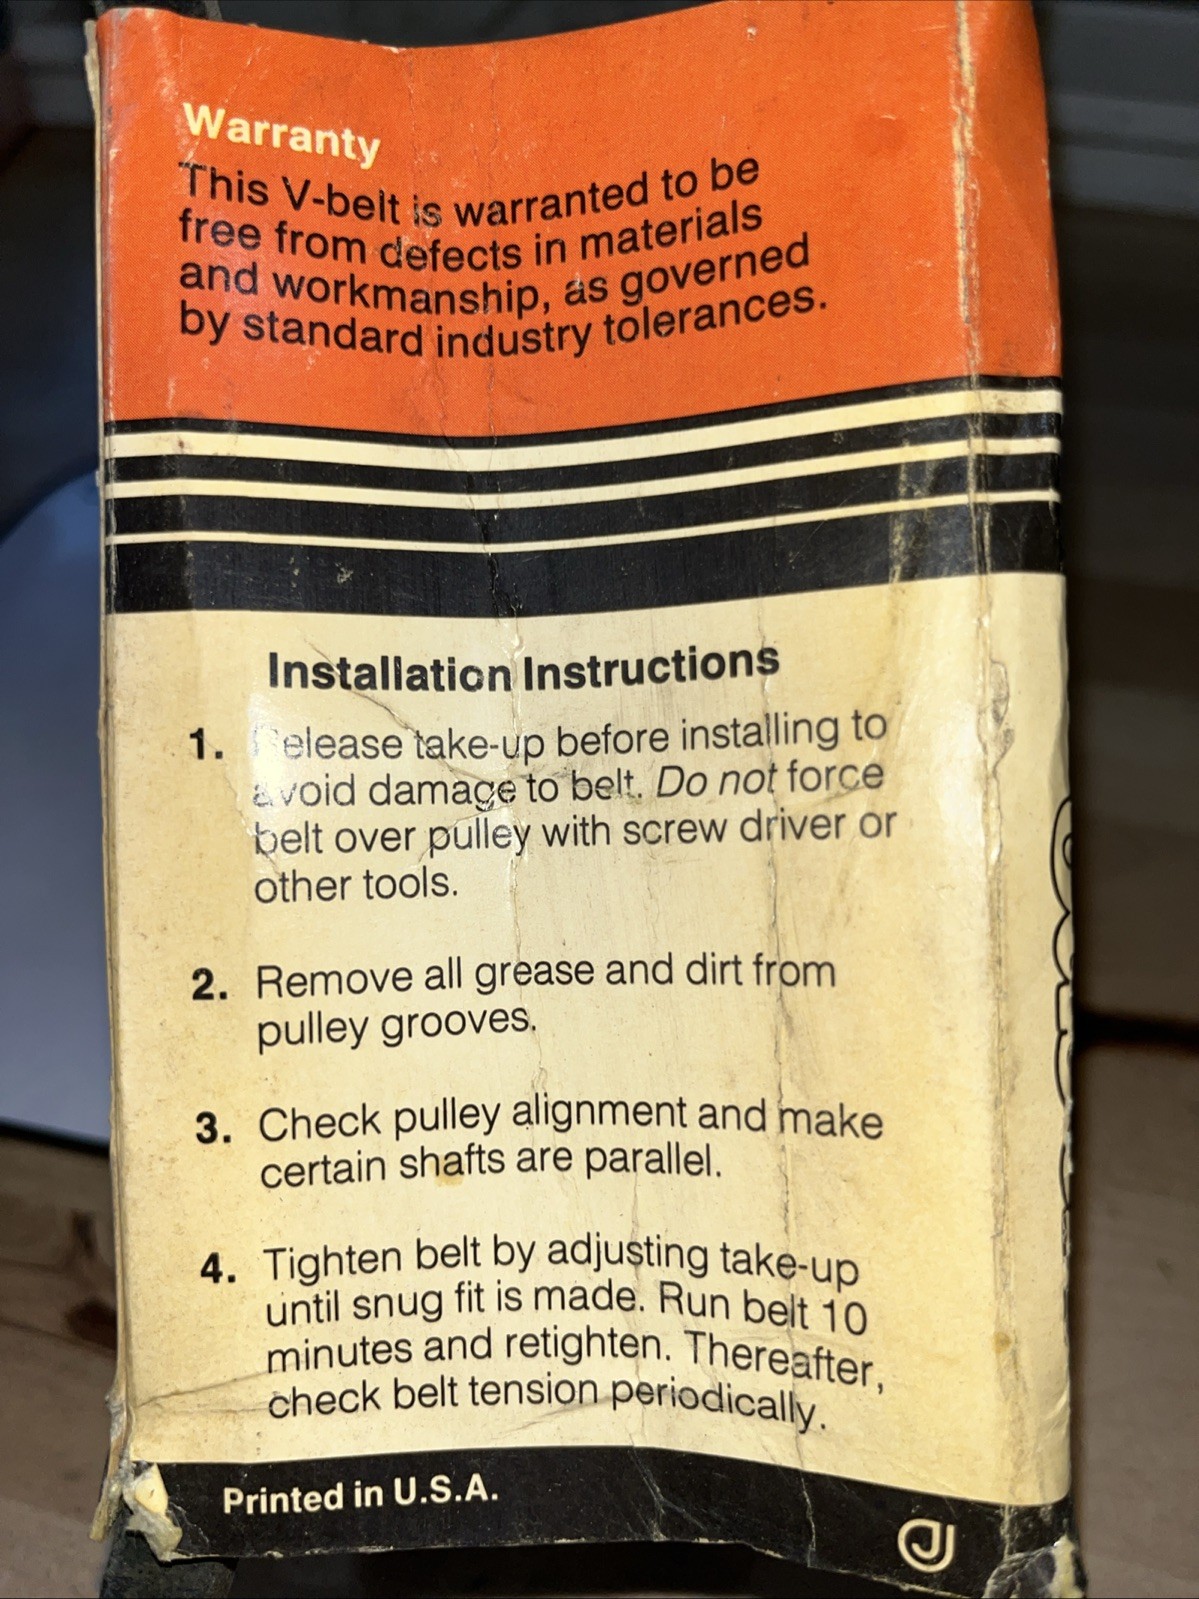 Warranty
This V-belt is warranted to be
free from defects in materials
and workmanship, as governed
by standard industry tolerances.
Installation Instructions
1. Release take-up before installing to
avoid damage to belt. Do not force
belt over pulley with screw driver or
other tools.
2. Remove all grease and dirt from
pulley grooves.
3. Check pulley alignment and make
certain shafts are parallel.
4. Tighten belt by adjusting take-up
until snug fit is made. Run belt 10
minutes and retighten. Thereafter,
check belt tension periodically.
Printed in U.S.A.